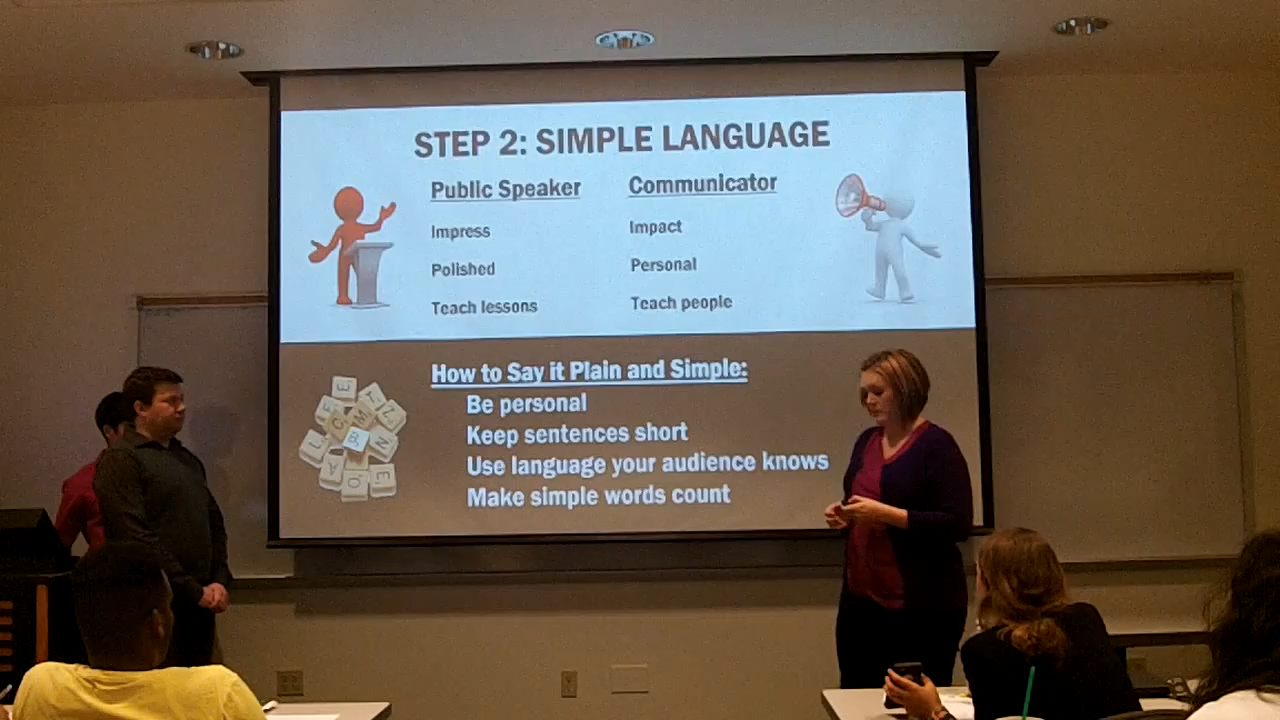 STEP 2: SIMPLE LANGUAGE
Public Speaker Communicator
Impress Impact
Polished Personal
Teach lessons Teach people
How to Say it Plain and Simple:
Be personal
Keep sentences short
Use language your audience knows
Make simple words count